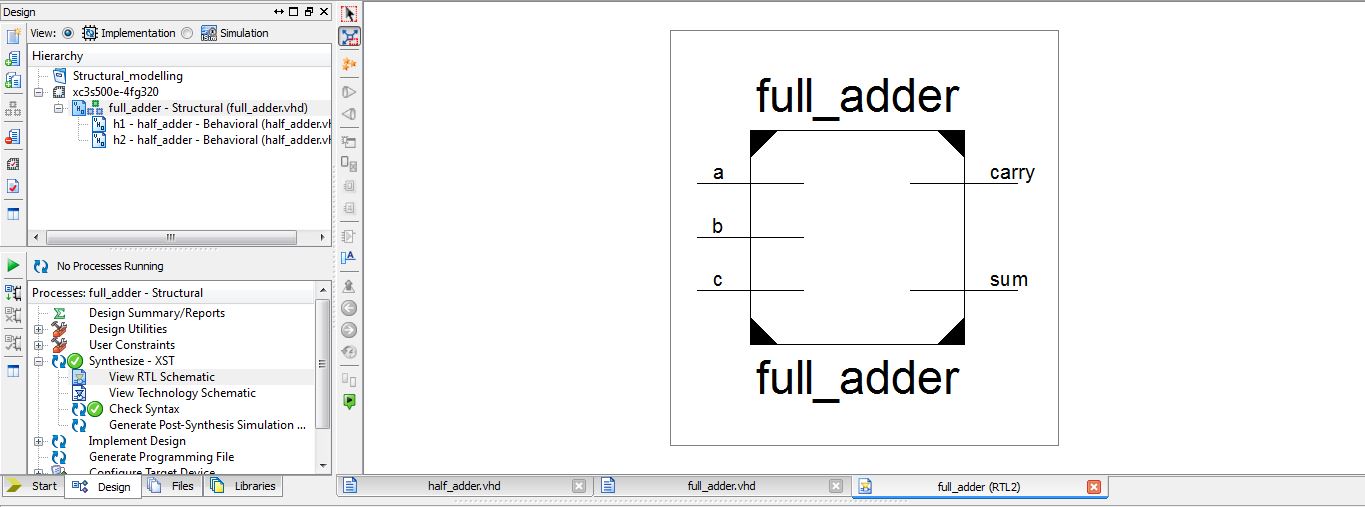 Design
View: Implementation Simulation
Hierarchy
Structural_modelling
xc3s500e-4fg320
full_adder - Structural (full_adder.vhd)
h1 - half_adder - Behavioral (half_adder.vh
h2 - half_adder - Behavioral (half_adder.vh
No Processes Running
Processes: full_adder - Structural
Design Summary/Reports
Design Utilities
User Constraints
Synthesize - XST
View RTL Schematic
View Technology Schematic
Check Syntax
Generate Post-Synthesis Simulation ...
Implement Design
Generate Programming File
Configure Target Device
Start
Design
Files
Libraries
full_adder
a
carry
b
c
sum
full_adder
half_adder.vhd
full_adder.vhd
full_adder (RTL2)